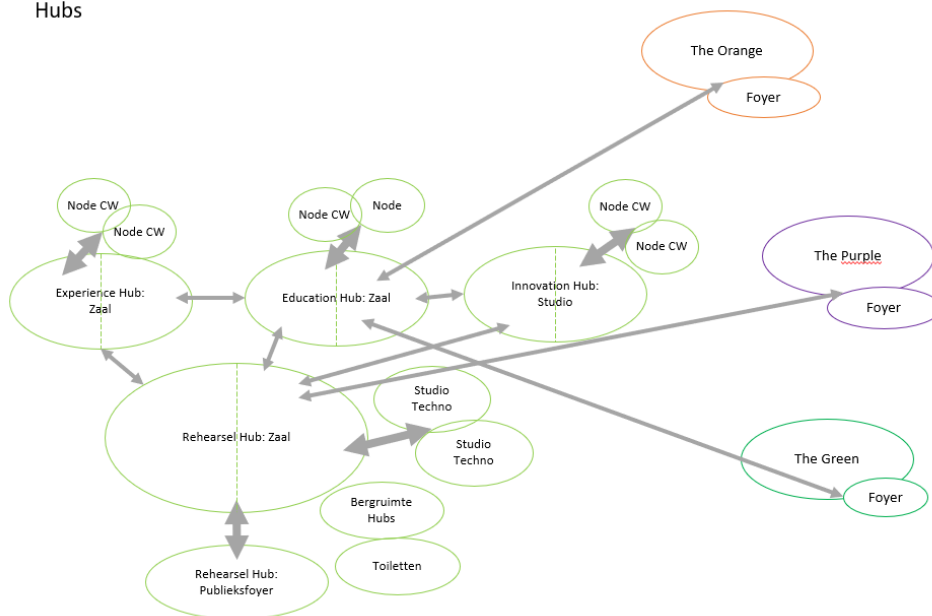 Hubs
The Orange
Foyer
Node CW
Node CW
Node CW
Node
Node CW
Node CW
The Purple
Foyer
Experience Hub:
Zaal
Education Hub: Zaal
Innovation Hub:
Studio
Studio
Techno
Rehearsel Hub: Zaal
Studio
Techno
The Green
Foyer
Bergruimte
Hubs
Toiletten
Rehearsel Hub:
Publieksfoyer